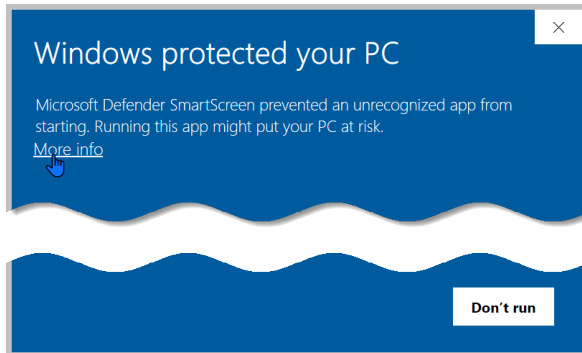 Windows protected your PC
Microsoft Defender SmartScreen prevented an unrecognized app from
starting. Running this app might put your PC at risk.
More info
Don’t run